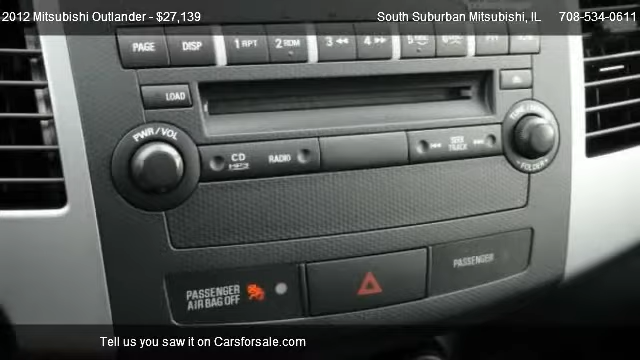 2012 Mitsubishi Outlander - $27,139 South Suburban Mitsubishi, IL 708-534-0611
PAGE DISP 1 RPT 2 RDM 3 ◄◄ 4 ►► 5
LOAD
PWR/VOL
CD MP3 RADIO SEEK TRACK
FOLDER
PASSENGER AIR BAG OFF
PASSENGER
Tell us you saw it on Carsforsale.com